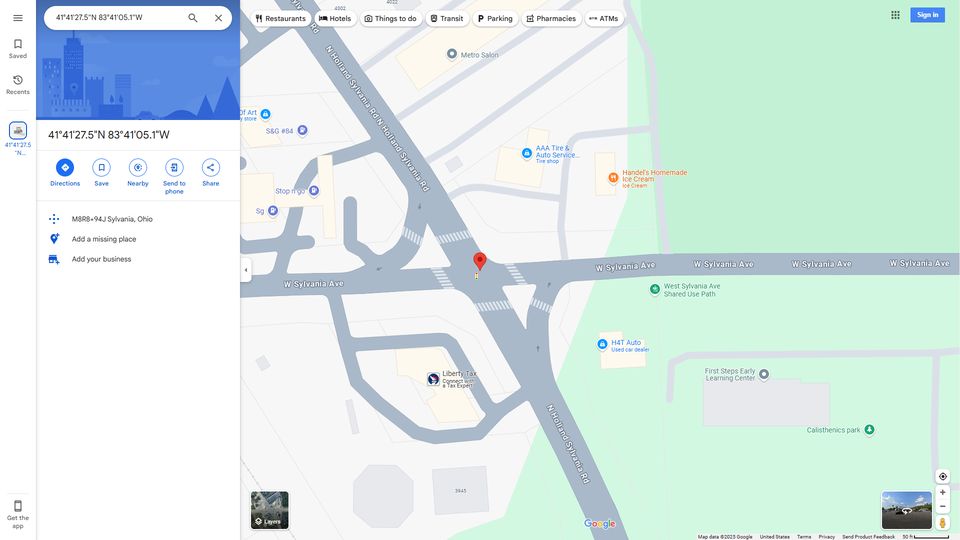 41°41'27.5"N 83°41'05.1"W
Restaurants
Hotels
Things to do
Transit
Parking
Pharmacies
ATMs
Sign in
Saved
Recents
41°41'27.5
"N...
Get the
app
41°41'27.5"N 83°41'05.1"W
Directions
Save
Nearby
Send to
phone
Share
M8R8+94J Sylvania, Ohio
Add a missing place
Add your business
4302
4022
Metro Salon
N Holland Sylvania Rd
N Holland Sylvania Rd
Of Art
y store
S&G #84
AAA Tire &
Auto Service...
Tire shop
Handel's Homemade
Ice Cream
Ice Cream
Stop n go
Sg
W Sylvania Ave
W Sylvania Ave
W Sylvania Ave
W Sylvania Ave
W Sylvania Ave
West Sylvania Ave
Shared Use Path
H4T Auto
Used car dealer
Liberty Tax
Connect with
a Tax Expert
First Steps Early
Learning Center
Calisthenics park
N Holland Sylvania Rd
3945
Layers
Google
Map data ©2025 Google
United States
Terms
Privacy
Send Product Feedback
50 ft